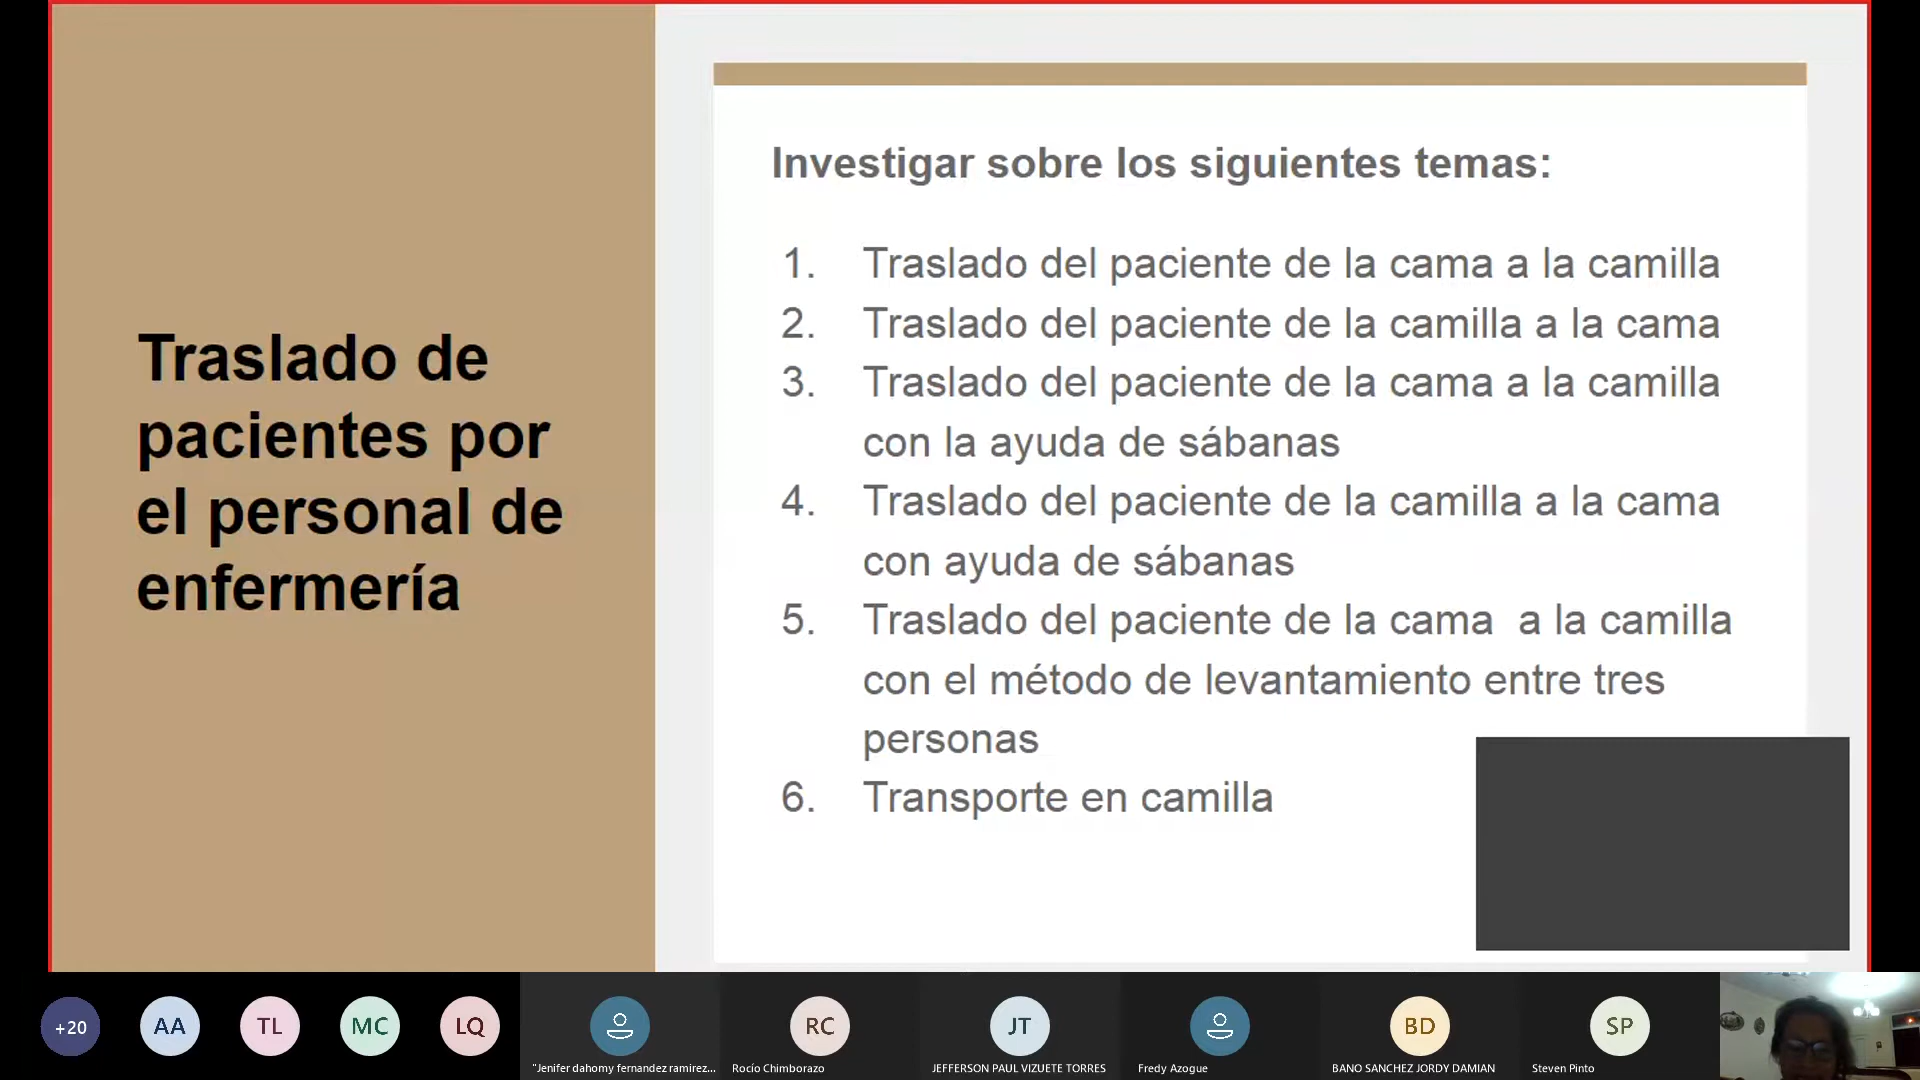 Traslado de
pacientes por
el personal de
enfermería
Investigar sobre los siguientes temas:
1. Traslado del paciente de la cama a la camilla
2. Traslado del paciente de la camilla a la cama
3. Traslado del paciente de la cama a la camilla
con la ayuda de sábanas
4. Traslado del paciente de la camilla a la cama
con ayuda de sábanas
5. Traslado del paciente de la cama  a la camilla
con el método de levantamiento entre tres
personas
6. Transporte en camilla
+20
AA
TL
MC
LQ
RC
JT
BD
SP
"Jenifer dahomy fernandez ramirez...
Rocío Chimborazo
JEFFERSON PAUL VIZUETE TORRES
Fredy Azogue
BANO SANCHEZ JORDY DAMIAN
Steven Pinto